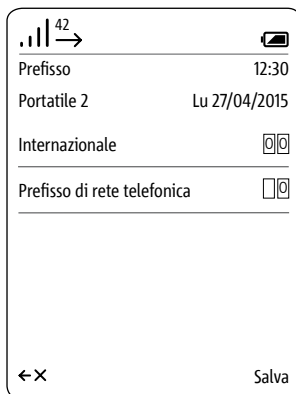 42
Prefisso 12:30
Portatile 2 Lu 27/04/2015
Internazionale 00
Prefisso di rete telefonica 0
Salva